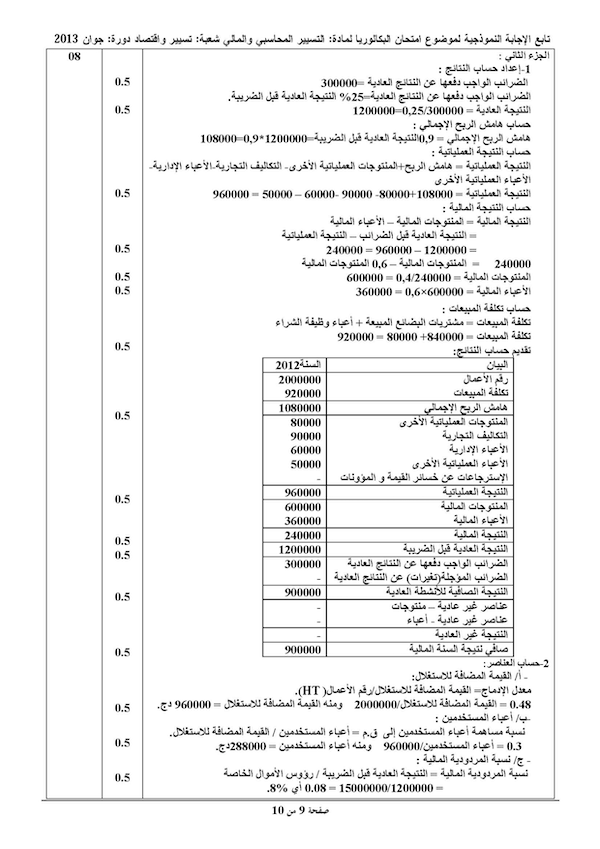 تابع الإجابة النموذجية لموضوع امتحان البكالوريا لمادة: التسيير المحاسبي والمالي شعبة: تسيير واقتصاد دورة: جوان 2013
الجزء الثاني : 08
1-إعداد حساب النتائج :
الضرائب الواجب دفعها عن النتائج العادية =300000 0.5
الضرائب الواجب دفعها عن النتائج العادية=25% النتيجة العادية قبل الضريبة.
النتيجة العادية = 0,25/300000=1200000 0.5
حساب هامش الربح الإجمالي :
هامش الربح الإجمالي = 0,9النتيجة العادية قبل الضريبة=1200000*0,9=108000
حساب النتيجة العملياتية :
النتيجة العملياتية = هامش الربح+المنتوجات العملياتية الأخرى- التكاليف التجارية-الأعباء الإدارية-
الأعباء العملياتية الأخرى
النتيجة العملياتية = 108000+80000- 90000 -60000 – 50000 = 960000 0.5
حساب النتيجة المالية :
النتيجة المالية = المنتوجات المالية – الأعباء المالية
= النتيجة العادية قبل الضرائب – النتيجة العملياتية
= 1200000 – 960000 = 240000 0.5
240000 = المنتوجات المالية – 0,6 المنتوجات المالية
المنتوجات المالية = 0,4/240000 = 600000 0.5
الأعباء المالية = 600000×0,6 = 360000 0.5
حساب تكلفة المبيعات :
تكلفة المبيعات = مشتريات البضائع المبيعة + أعباء وظيفة الشراء
تكلفة المبيعات = 840000+ 80000 = 920000
تقديم حساب النتائج: 0.5
البيان السنة2012
رقم الأعمال 2000000
تكلفة المبيعات 920000
هامش الربح الإجمالي 1080000 0.5
المنتوجات العملياتية الأخرى 80000
التكاليف التجارية 90000
الأعباء الإدارية 60000
الأعباء العملياتية الأخرى 50000
الإسترجاعات عن خسائر القيمة و المؤونات -
النتيجة العملياتية 960000 0.5
المنتوجات المالية 600000
الأعباء المالية 360000
النتيجة المالية 240000 0.5
النتيجة العادية قبل الضريبة 1200000 0.5
الضرائب الواجب دفعها عن النتائج العادية 300000
الضرائب المؤجلة(تغيرات) عن النتائج العادية -
النتيجة الصافية للأنشطة العادية 900000 0.5
عناصر غير عادية – منتوجات -
عناصر غير عادية - أعباء -
النتيجة غير العادية -
صافي نتيجة السنة المالية 900000 0.5
2-حساب العناصر:
- أ/ القيمة المضافة للاستغلال:
معدل الإدماج= القيمة المضافة للاستغلال/رقم الأعمال( HT).
0.48 = القيمة المضافة للاستغلال/2000000 ومنه القيمة المضافة للاستغلال = 960000 دج. 0.5
-ب/ أعباء المستخدمين :
نسبة مساهمة أعباء المستخدمين إلى ق.م = أعباء المستخدمين / القيمة المضافة للاستغلال.
0.3 = أعباء المستخدمين/960000 ومنه أعباء المستخدمين = 288000دج. 0.5
- ج/ نسبة المردودية المالية :
نسبة المردودية المالية = النتيجة العادية قبل الضريبة / رؤوس الأموال الخاصة 0.5
= 15000000/1200000 = 0.08 أي 8%.
صفحة 9 من 10